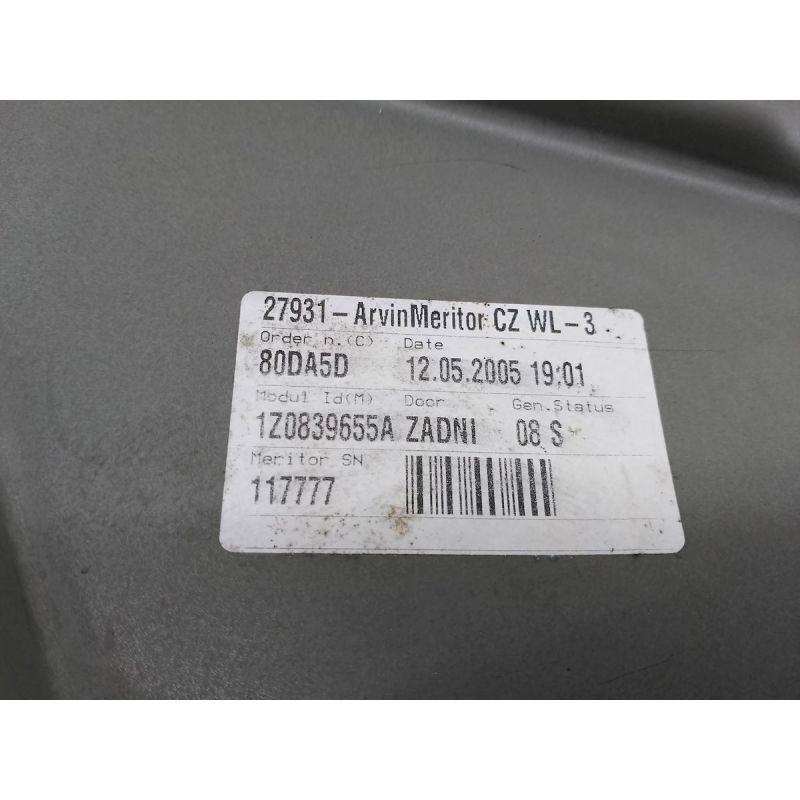 27931-ArvinMeritor CZ WL-3
Order n.(C) Date
80DA5D 12.05.2005 19:01
Modul Id(M) Door Gen.Status
1Z0839655A ZADNI 08 S
Meritor SN
117777